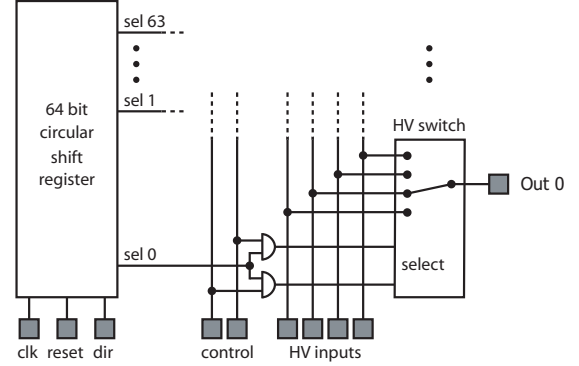 sel 63
sel 1
64 bit
circular
shift
register
HV switch
Out 0
sel 0
select
clk reset dir control HV inputs